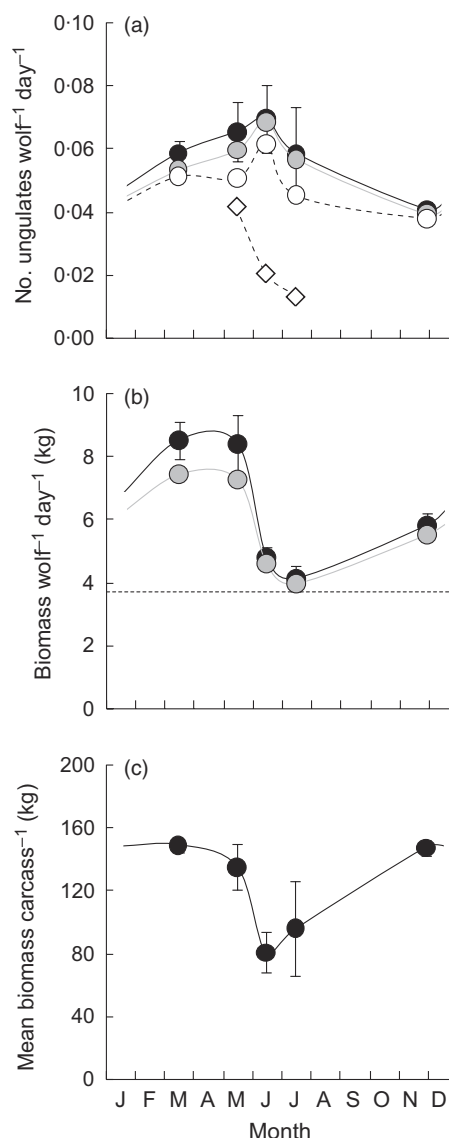 (a)
No. ungulates wolf⁻¹ day⁻¹
0·10
0·08
0·06
0·04
0·02
0·00
(b)
Biomass wolf⁻¹ day⁻¹ (kg)
10
8
6
4
2
0
(c)
Mean biomass carcass⁻¹ (kg)
200
160
120
80
40
0
J F M A M J J A S O N D
Month